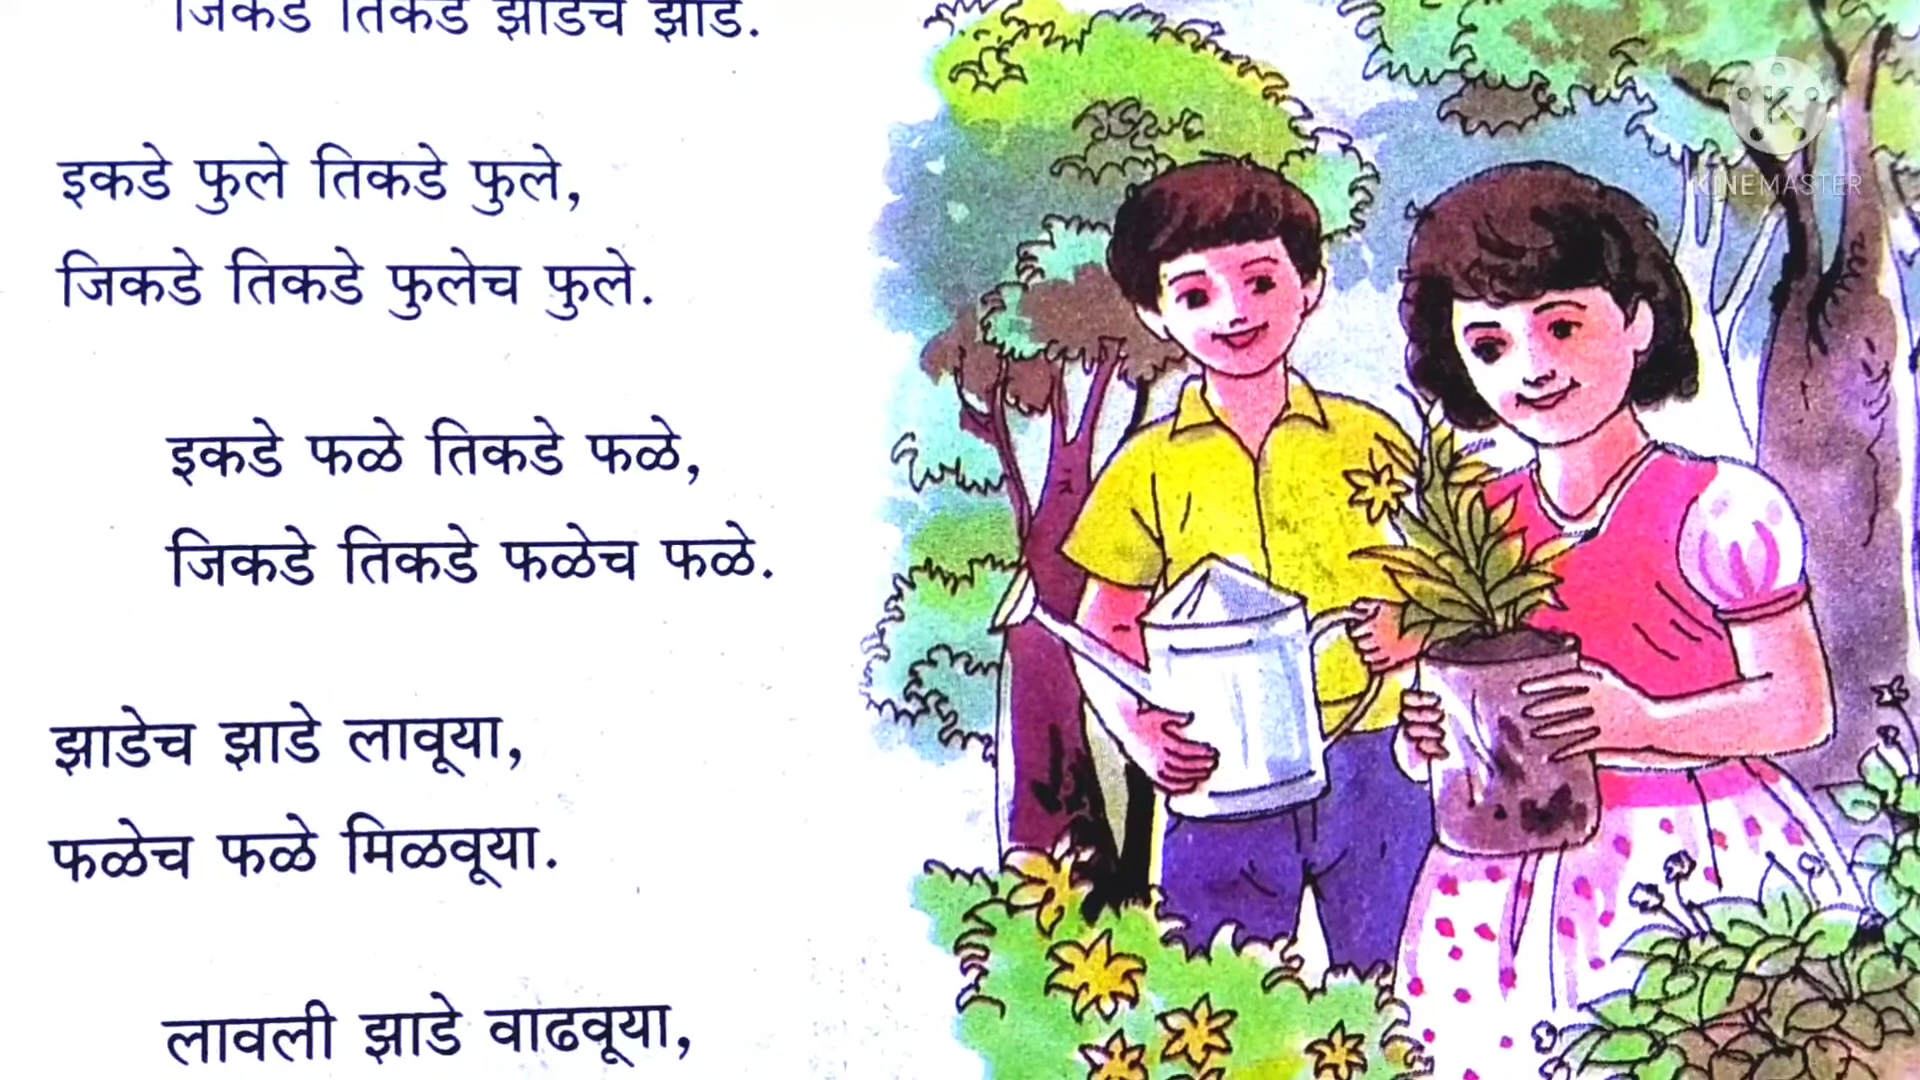 जिकडे तिकडे झाडेच झाडे.
इकडे फुले तिकडे फुले,
जिकडे तिकडे फुलेच फुले.
इकडे फळे तिकडे फळे,
जिकडे तिकडे फळेच फळे.
झाडेच झाडे लावूया,
फळेच फळे मिळवूया.
लावली झाडे वाढवूया,
KINEMASTER